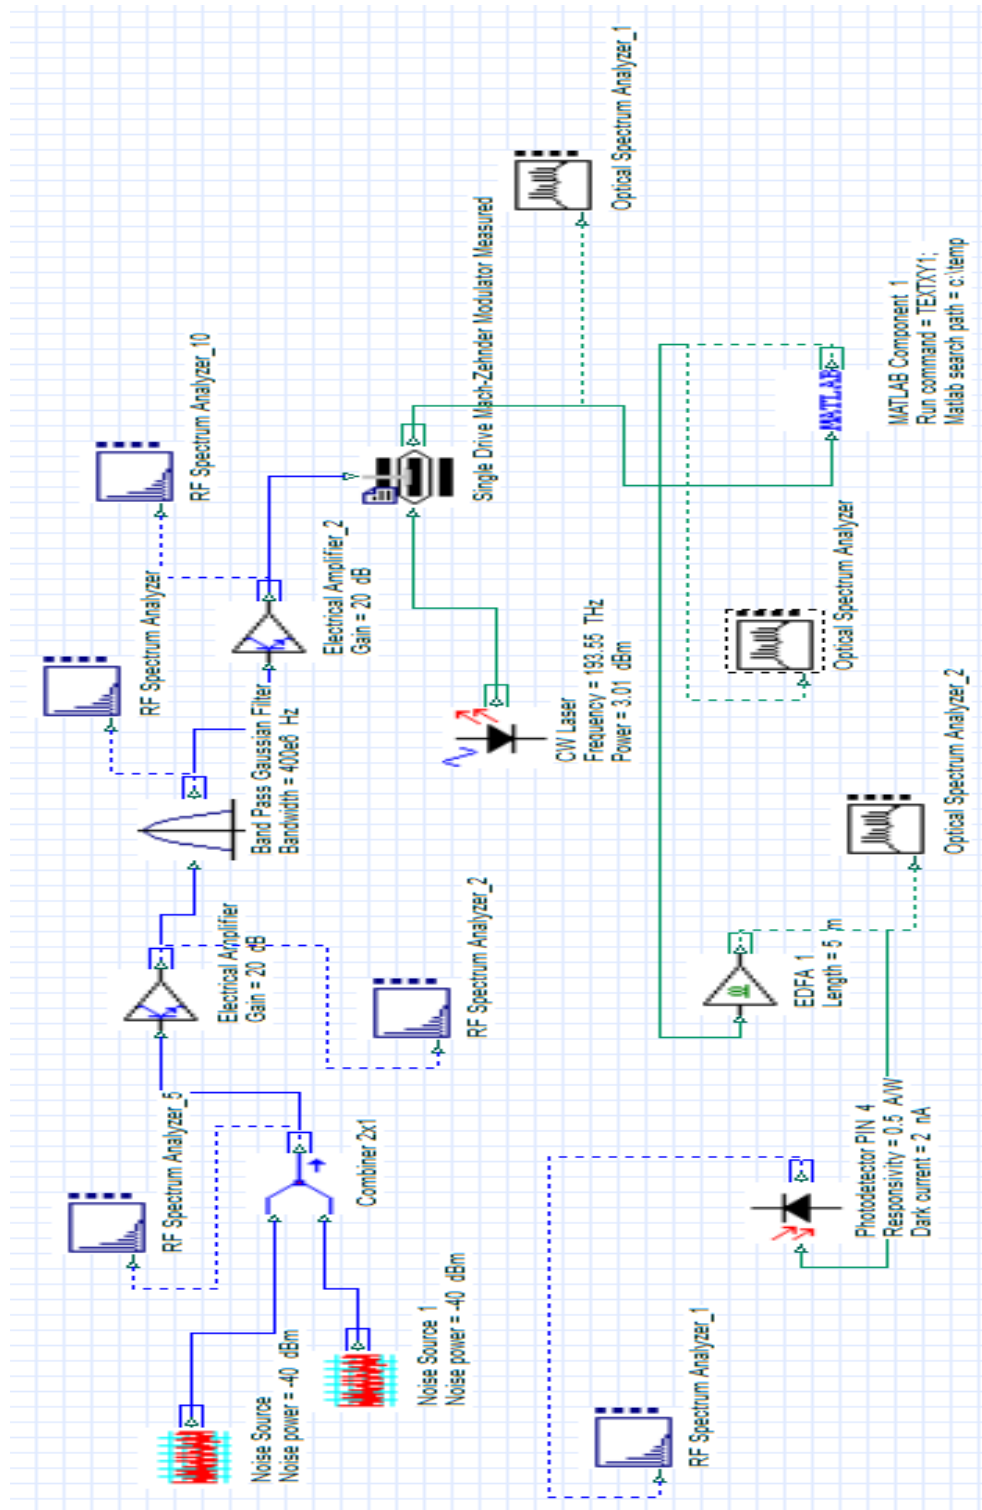 Noise Source
Noise power = -40 dBm
Noise Source 1
Noise power = -40 dBm
RF Spectrum Analyzer_5
Combiner 2x1
Electrical Amplifier
Gain = 20 dB
RF Spectrum Analyzer_2
Band Pass Gaussian Filter
Bandwidth = 400e6 Hz
RF Spectrum Analyzer
Electrical Amplifier_2
Gain = 20 dB
RF Spectrum Analyzer_10
CW Laser
Frequency = 193.55 THz
Power = 3.01 dBm
Single Drive Mach-Zehnder Modulator Measured
Optical Spectrum Analyzer_1
MATLAB
MATLAB Component 1
Run command = TEXTXY1;
Matlab search path = c:\temp
Optical Spectrum Analyzer
EDFA 1
Length = 5 m
Optical Spectrum Analyzer_2
Photodetector PIN 4
Responsivity = 0.5 A/W
Dark current = 2 nA
RF Spectrum Analyzer_1